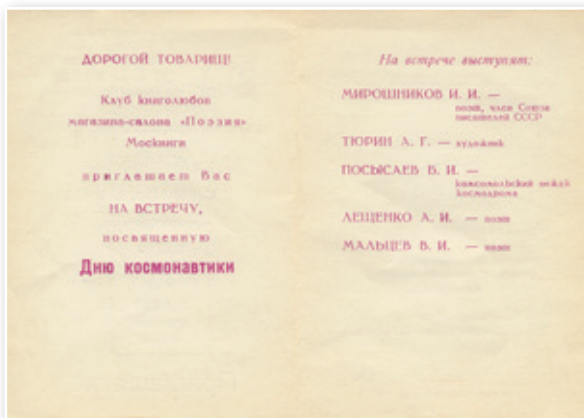 ДОРОГОЙ ТОВАРИЩ!
Клуб книголюбов
магазина-салона «Поэзия»
Москниги
приглашает Вас
НА ВСТРЕЧУ,
посвященную
Дню космонавтики
На встрече выступят:
МИРОШНИКОВ И. И. —
поэт, член Союза
писателей СССР
ТЮРИН А. Г. — художник
ПОСЫСАЕВ В. И. —
комсомольский вожак
космодрома
ЛЕЩЕНКО А. И. — поэт
МАЛЬЦЕВ В. И. — поэт